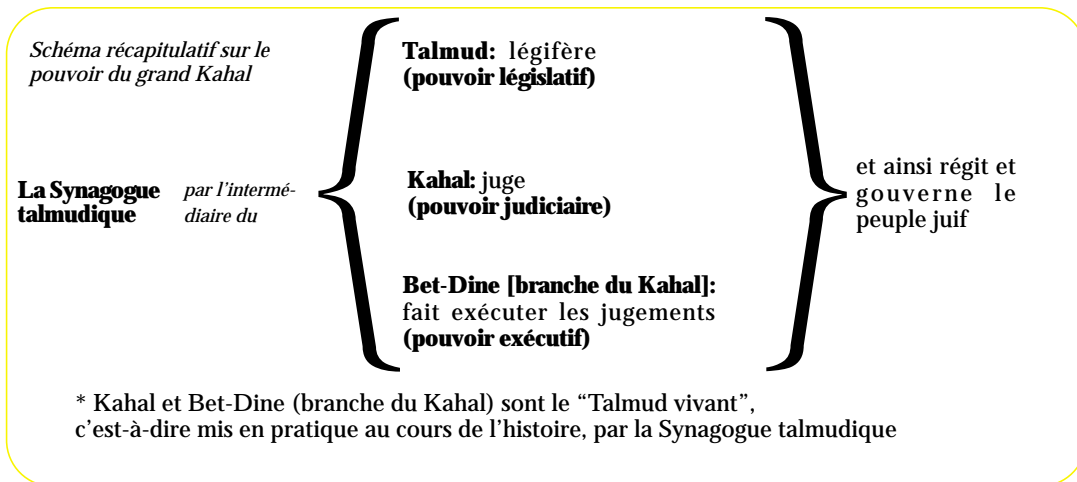 Schéma récapitulatif sur le
pouvoir du grand Kahal
La Synagogue
talmudique
par l'intermé-
diaire du
Talmud: légifère
(pouvoir législatif)
Kahal: juge
(pouvoir judiciaire)
Bet-Dine [branche du Kahal]:
fait exécuter les jugements
(pouvoir exécutif)
et ainsi régit et
gouverne le
peuple juif
* Kahal et Bet-Dine (branche du Kahal) sont le “Talmud vivant”,
c'est-à-dire mis en pratique au cours de l'histoire, par la Synagogue talmudique